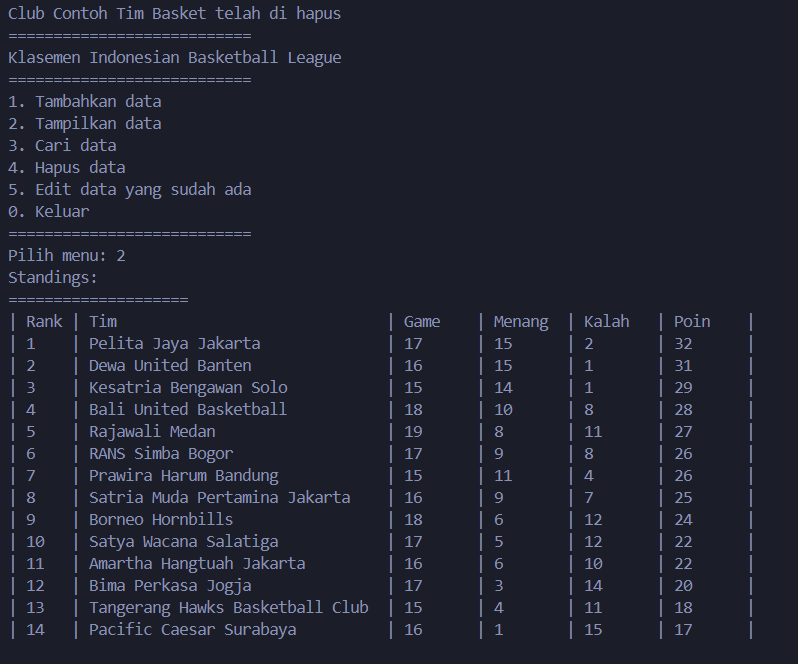 Club Contoh Tim Basket telah di hapus
===========================
Klasemen Indonesian Basketball League
===========================
1. Tambahkan data
2. Tampilkan data
3. Cari data
4. Hapus data
5. Edit data yang sudah ada
0. Keluar
===========================
Pilih menu: 2
Standings:
====================
| Rank | Tim | Game | Menang | Kalah | Poin |
| 1 | Pelita Jaya Jakarta | 17 | 15 | 2 | 32 |
| 2 | Dewa United Banten | 16 | 15 | 1 | 31 |
| 3 | Kesatria Bengawan Solo | 15 | 14 | 1 | 29 |
| 4 | Bali United Basketball | 18 | 10 | 8 | 28 |
| 5 | Rajawali Medan | 19 | 8 | 11 | 27 |
| 6 | RANS Simba Bogor | 17 | 9 | 8 | 26 |
| 7 | Prawira Harum Bandung | 15 | 11 | 4 | 26 |
| 8 | Satria Muda Pertamina Jakarta | 16 | 9 | 7 | 25 |
| 9 | Borneo Hornbills | 18 | 6 | 12 | 24 |
| 10 | Satya Wacana Salatiga | 17 | 5 | 12 | 22 |
| 11 | Amartha Hangtuah Jakarta | 16 | 6 | 10 | 22 |
| 12 | Bima Perkasa Jogja | 17 | 3 | 14 | 20 |
| 13 | Tangerang Hawks Basketball Club | 15 | 4 | 11 | 18 |
| 14 | Pacific Caesar Surabaya | 16 | 1 | 15 | 17 |